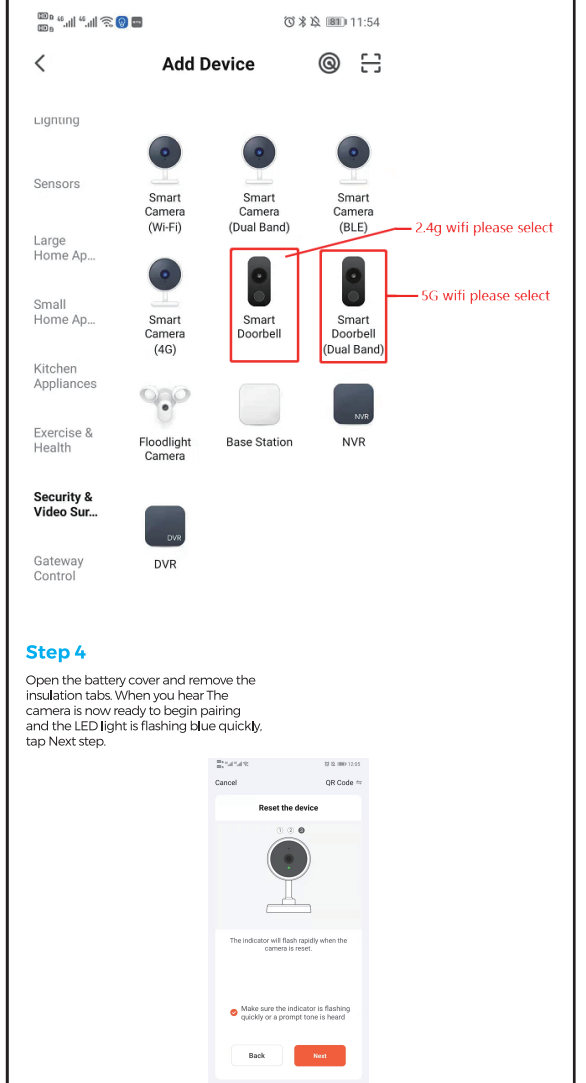 11:54
Add Device
Lighting
Sensors
Large
Home Ap...
Small
Home Ap...
Kitchen
Appliances
Exercise &
Health
Security &
Video Sur...
Gateway
Control
Smart
Camera
(Wi-Fi)
Smart
Camera
(Dual Band)
Smart
Camera
(BLE)
2.4g wifi please select
Smart
Camera
(4G)
Smart
Doorbell
Smart
Doorbell
(Dual Band)
5G wifi please select
Floodlight
Camera
Base Station
NVR
NVR
DVR
DVR
Step 4
Open the battery cover and remove the
insulation tabs. When you hear The
camera is now ready to begin pairing
and the LED light is flashing blue quickly,
tap Next step.
12:05
Cancel
QR Code
Reset the device
1 2 3
The indicator will flash rapidly when the
camera is reset.
Make sure the indicator is flashing
quickly or a prompt tone is heard
Back
Next